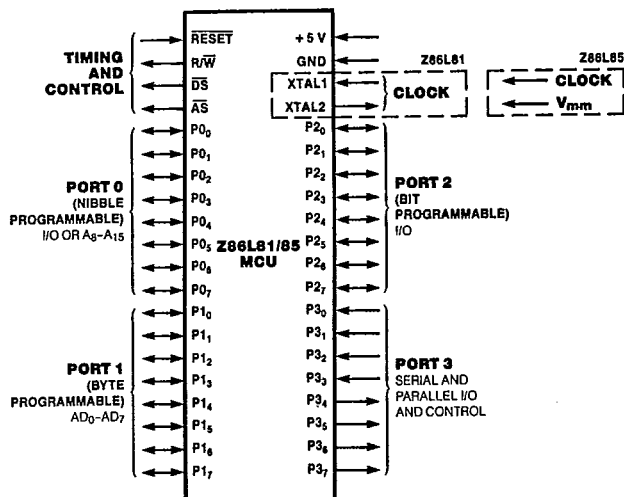 TIMING
AND
CONTROL
RESET
R/W
DS
AS
PORT 0
(NIBBLE
PROGRAMMABLE)
I/O OR A8–A15
P00
P01
P02
P03
P04
P05
P06
P07
PORT 1
(BYTE
PROGRAMMABLE)
AD0–AD7
P10
P11
P12
P13
P14
P15
P16
P17
Z86L81/85
MCU
+5 V
GND
XTAL1
XTAL2
Z86L81
CLOCK
Z86L85
CLOCK
Vmm
P20
P21
P22
P23
P24
P25
P26
P27
PORT 2
(BIT
PROGRAMMABLE)
I/O
P30
P31
P32
P33
P34
P35
P36
P37
PORT 3
SERIAL AND
PARALLEL I/O
AND CONTROL